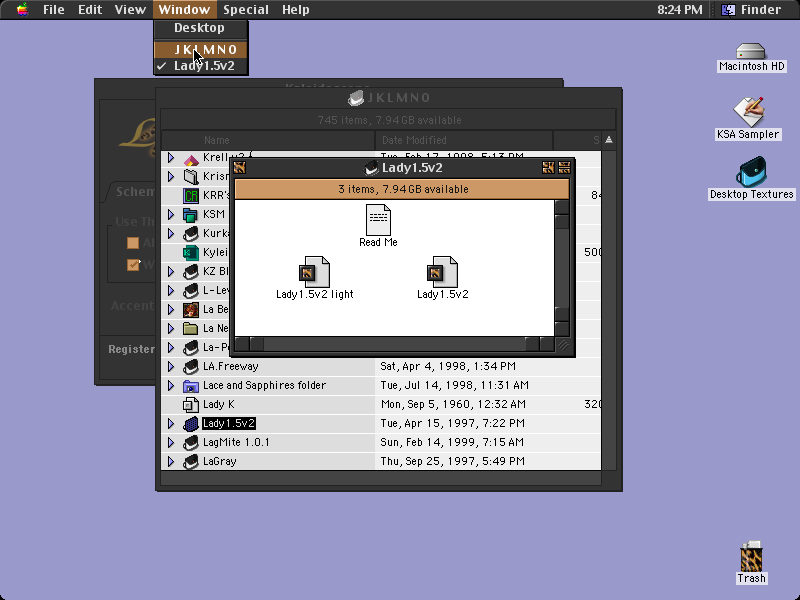 File Edit View Window Special Help 8:24 PM Finder
Desktop
JKLMNO
✓ Lady1.5v2
Macintosh HD
KSA Sampler
Desktop Textures
JKLMNO
745 items, 7.94 GB available
Name Date Modified S
Tue, Feb 17, 1998, 5:13 PM
KRR's 84
KSM
Kurka
Kylei 500
KZ Bl
L-Lev
La Be
La Ne
La-Pe
LA.Freeway Sat, Apr 4, 1998, 1:34 PM
Lace and Sapphires folder Tue, Jul 14, 1998, 11:31 AM
Lady K Mon, Sep 5, 1960, 12:32 AM 320
Lady1.5v2 Tue, Apr 15, 1997, 7:22 PM
LagMite 1.0.1 Sun, Feb 14, 1999, 7:15 AM
LaGray Thu, Sep 25, 1997, 5:49 PM
Lady1.5v2
3 items, 7.94 GB available
Read Me
Lady1.5v2 light Lady1.5v2
Schem
Use Th
Accent
Register
Trash